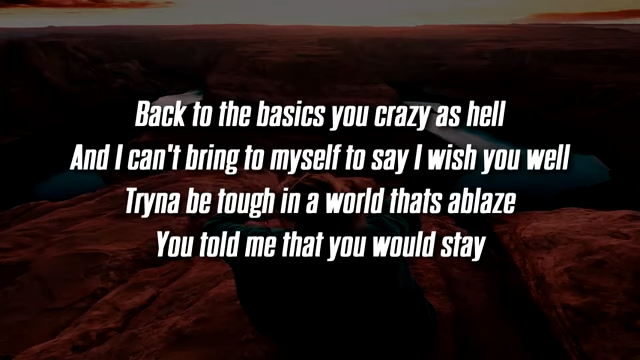 Back to the basics you crazy as hell
And I can't bring to myself to say I wish you well
Tryna be tough in a world thats ablaze
You told me that you would stay